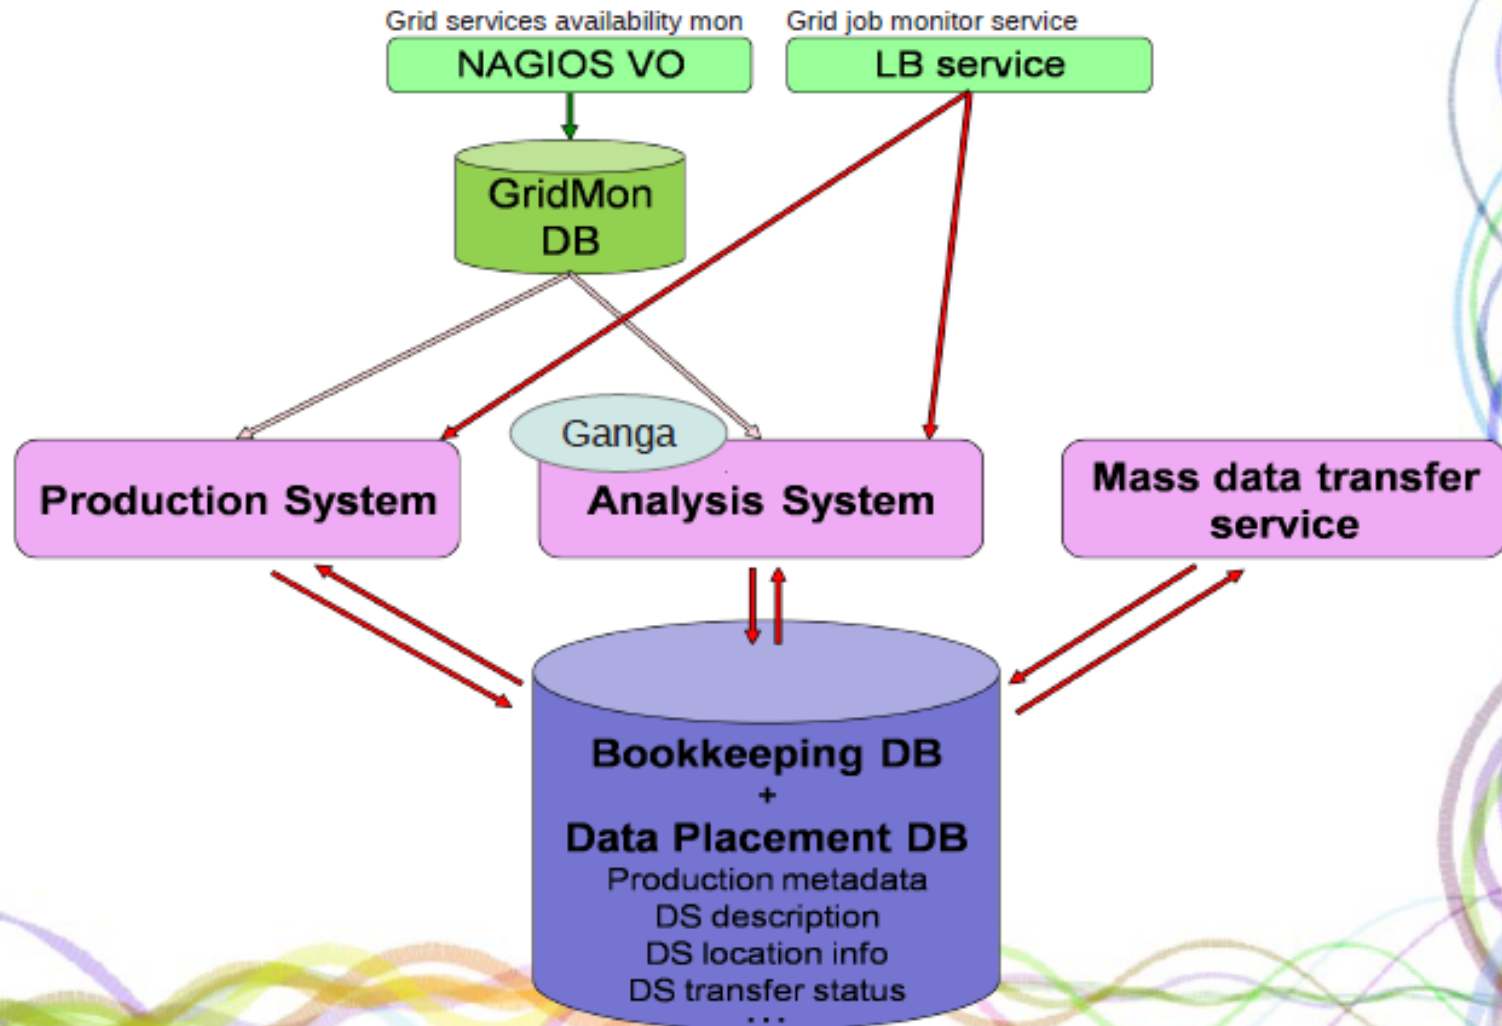 Grid services availability mon
Grid job monitor service
NAGIOS VO
LB service
GridMon
DB
Ganga
Production System
Analysis System
Mass data transfer
service
Bookkeeping DB
+
Data Placement DB
Production metadata
DS description
DS location info
DS transfer status
...